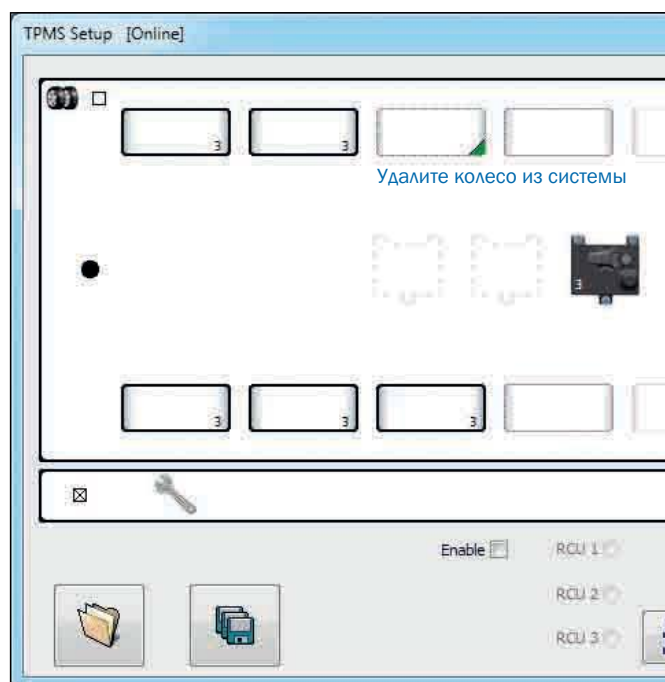 TPMS Setup [Online]
3 3
Удалите колесо из системы
3
3 3 3
Enable RCU 1
RCU 2
RCU 3